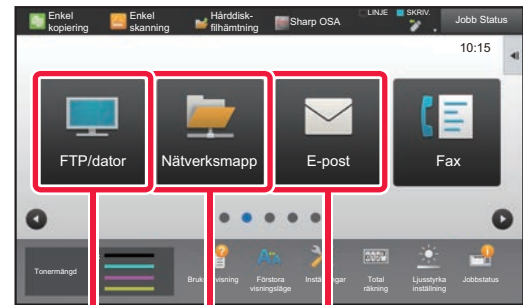 Enkel
kopiering
Enkel
skanning
Hårddisk-
filhämtning
Sharp OSA
LINJE
SKRIV.
Jobb Status
10:15
FTP/dator
Nätverksmapp
E-post
Fax
Tonermängd
Förstora
visningsläge
Total
räkning
Ljusstyrka
inställning
Jobbstatus